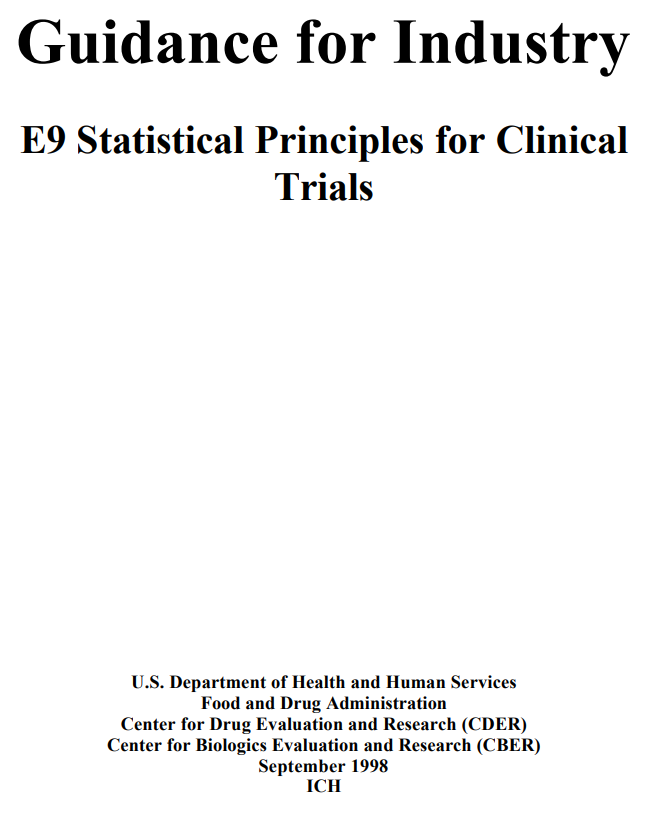 Guidance for Industry
E9 Statistical Principles for Clinical
Trials
U.S. Department of Health and Human Services
Food and Drug Administration
Center for Drug Evaluation and Research (CDER)
Center for Biologics Evaluation and Research (CBER)
September 1998
ICH